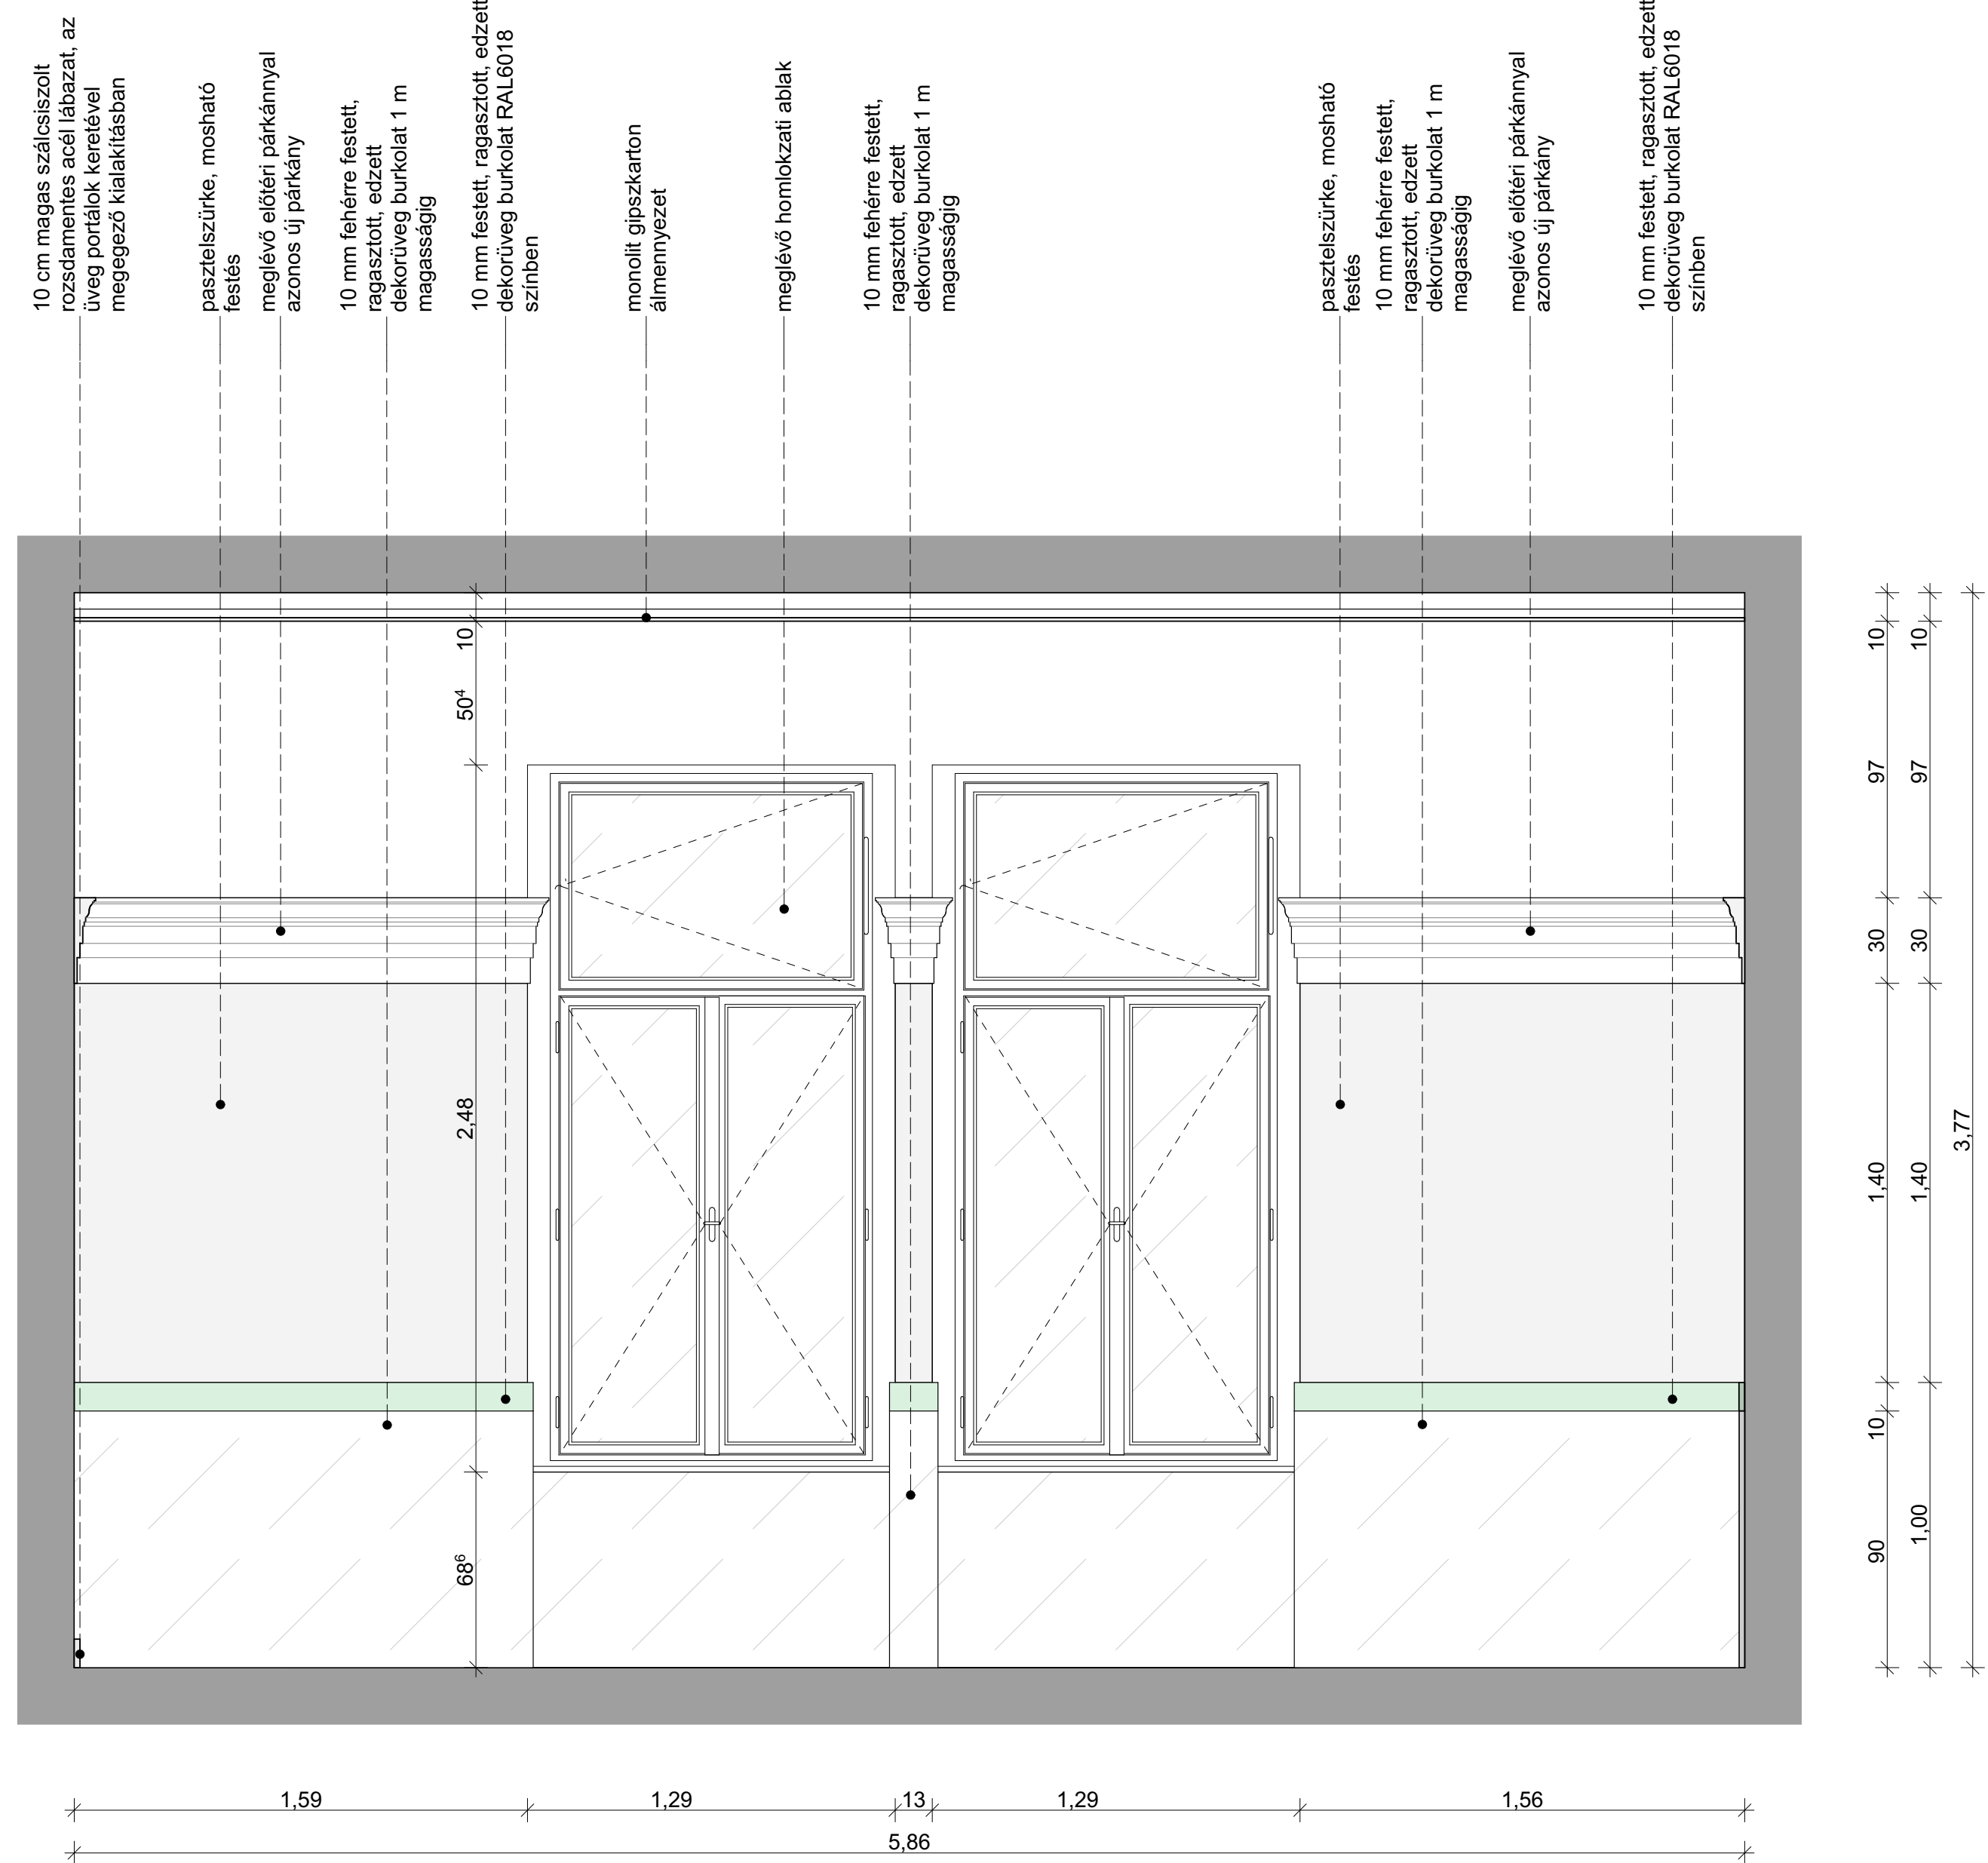 10 cm magas szálcsiszolt
rozsdamentes acél lábazat, az
üveg portálok keretével
megegező kialakításban
pasztelszürke, mosható
festés
meglévő előtéri párkánnyal
azonos új párkány
10 mm fehérre festett,
ragasztott, edzett
dekorüveg burkolat 1 m
magasságig
10 mm festett, ragasztott, edzett
dekorüveg burkolat RAL6018
színben
monolit gipszkarton
álmennyezet
meglévő homlokzati ablak
10 mm fehérre festett,
ragasztott, edzett
dekorüveg burkolat 1 m
magasságig
pasztelszürke, mosható
festés
10 mm fehérre festett,
ragasztott, edzett
dekorüveg burkolat 1 m
magasságig
meglévő előtéri párkánnyal
azonos új párkány
10 mm festett, ragasztott, edzett
dekorüveg burkolat RAL6018
színben
10
50⁴
2,48
68⁶
10
97
30
1,40
10
90
10
97
30
1,40
1,00
3,77
1,59
1,29
13
1,29
1,56
5,86